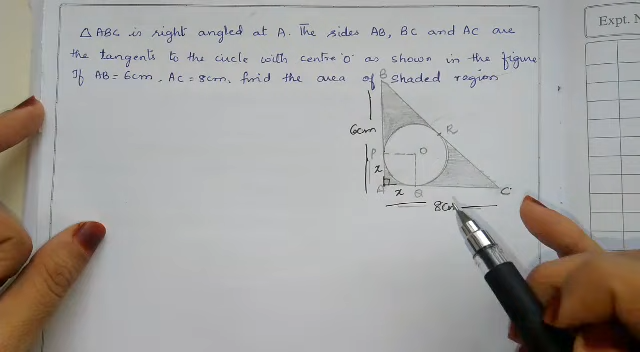 △ ABC is right angled at A. The sides AB, BC and AC are
the tangents to the circle with centre 'O' as shown in the figure
If AB = 6cm, AC = 8cm, find the area of shaded region
B
6cm
R
P
O
x
A
x
Q
C
8cm
Expt. N